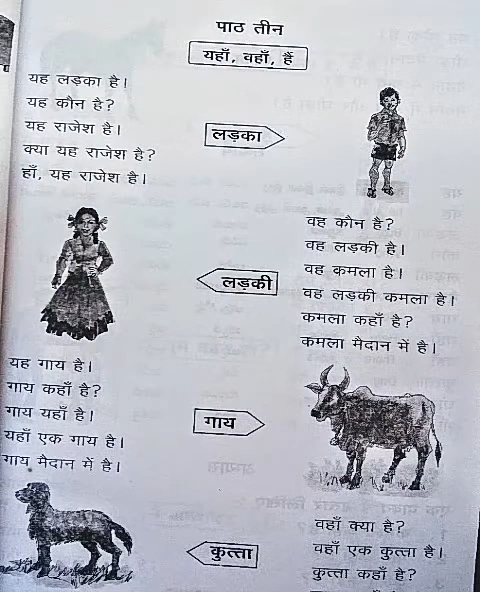 पाठ तीन
यहाँ, वहाँ, हैं
यह लड़का है।
यह कौन है?
यह राजेश है।
क्या यह राजेश है?
हाँ, यह राजेश है।
लड़का
वह कौन है?
वह लड़की है।
वह कमला है।
वह लड़की कमला है।
कमला कहाँ है?
कमला मैदान में है।
लड़की
यह गाय है।
गाय कहाँ है?
गाय यहाँ है।
यहाँ एक गाय है।
गाय मैदान में है।
गाय
कुत्ता
वहाँ क्या है?
वहाँ एक कुत्ता है।
कुत्ता कहाँ है?